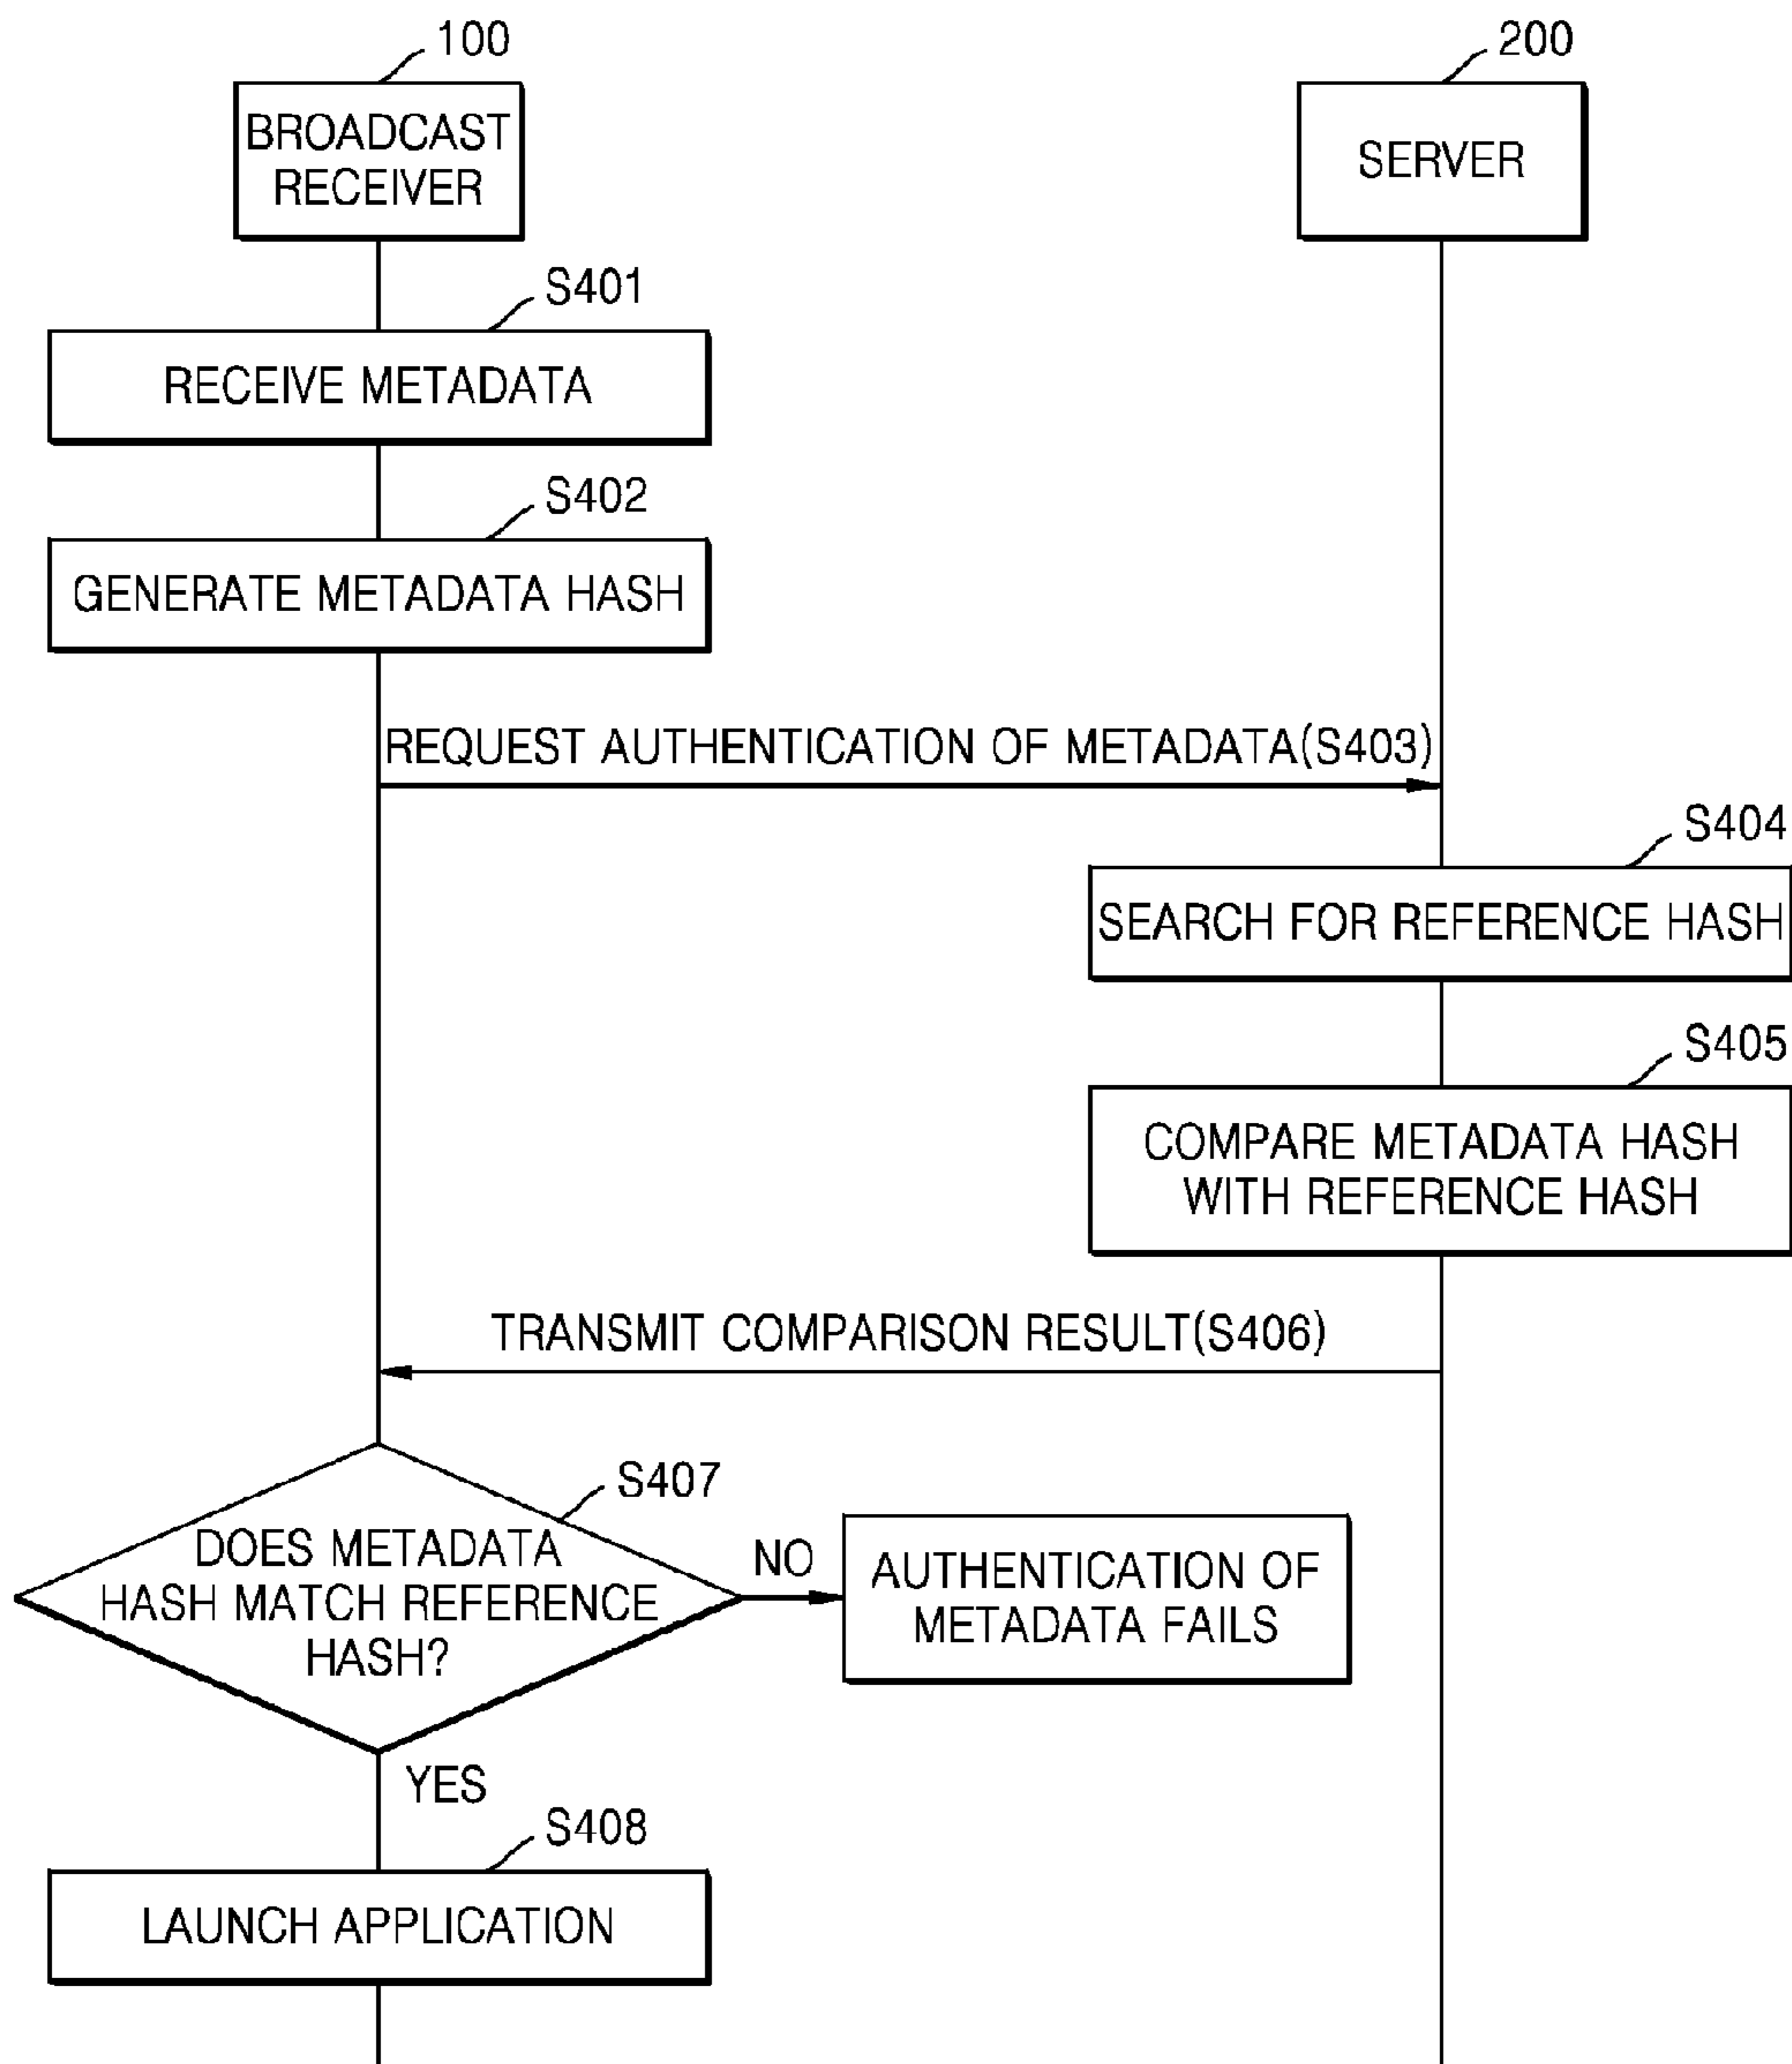 100
BROADCAST
RECEIVER
200
SERVER
S401
RECEIVE METADATA
S402
GENERATE METADATA HASH
REQUEST AUTHENTICATION OF METADATA(S403)
S404
SEARCH FOR REFERENCE HASH
S405
COMPARE METADATA HASH
WITH REFERENCE HASH
TRANSMIT COMPARISON RESULT(S406)
S407
DOES METADATA
HASH MATCH REFERENCE
HASH?
NO
AUTHENTICATION OF
METADATA FAILS
YES
S408
LAUNCH APPLICATION